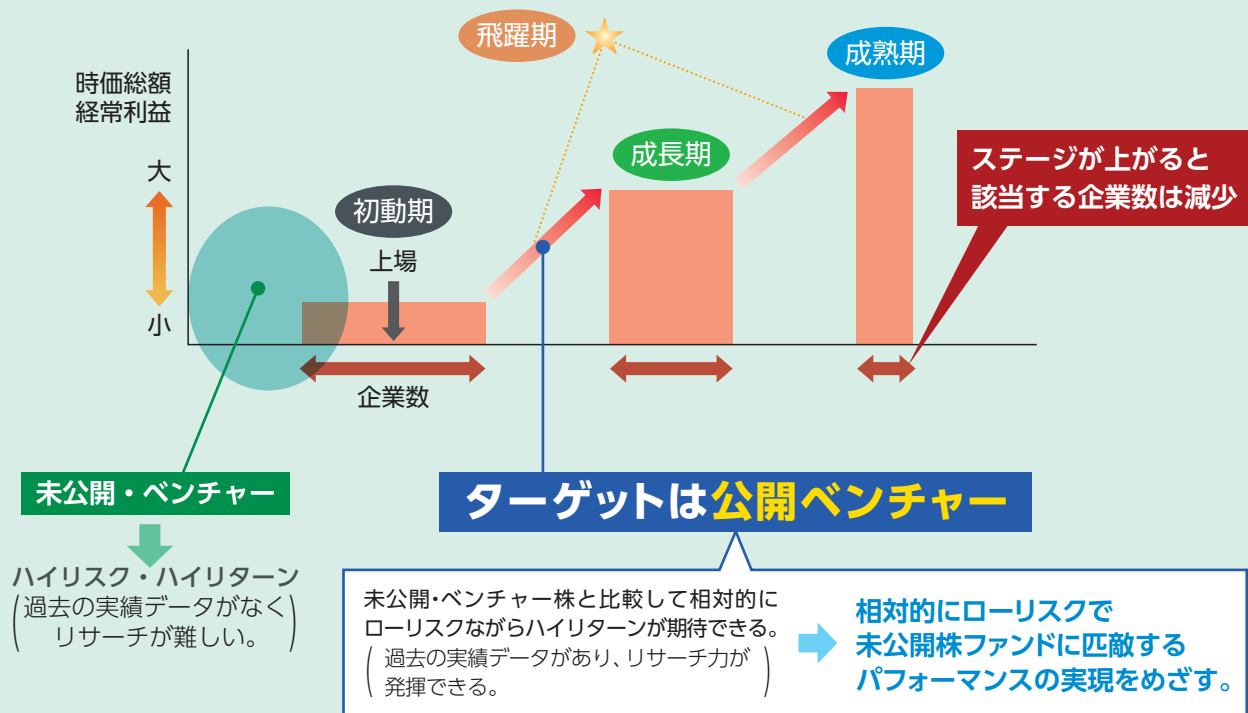 飛躍期
成熟期
時価総額
経常利益
大
小
成長期
初動期
上場
ステージが上がると
該当する企業数は減少
企業数
未公開・ベンチャー
ハイリスク・ハイリターン
(過去の実績データがなく
リサーチが難しい。)
ターゲットは公開ベンチャー
未公開・ベンチャー株と比較して相対的に
ローリスクながらハイリターンが期待できる。
(過去の実績データがあり、リサーチ力が
発揮できる。)
相対的にローリスクで
未公開株ファンドに匹敵する
パフォーマンスの実現をめざす。